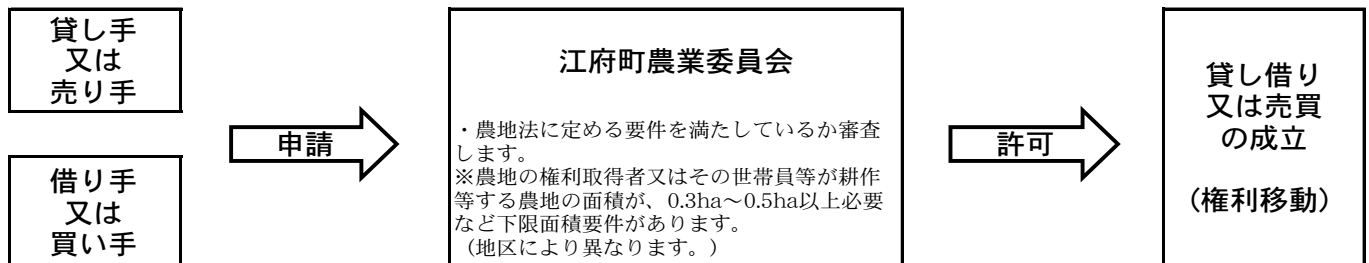 貸し手
又は
売り手
借り手
又は
買い手
申請
江府町農業委員会
・農地法に定める要件を満たしているか審査
します。
※農地の権利取得者又はその世帯員等が耕作
等する農地の面積が、0.3ha～0.5ha以上必要
など下限面積要件があります。
（地区により異なります。）
許可
貸し借り
又は売買
の成立
（権利移動）